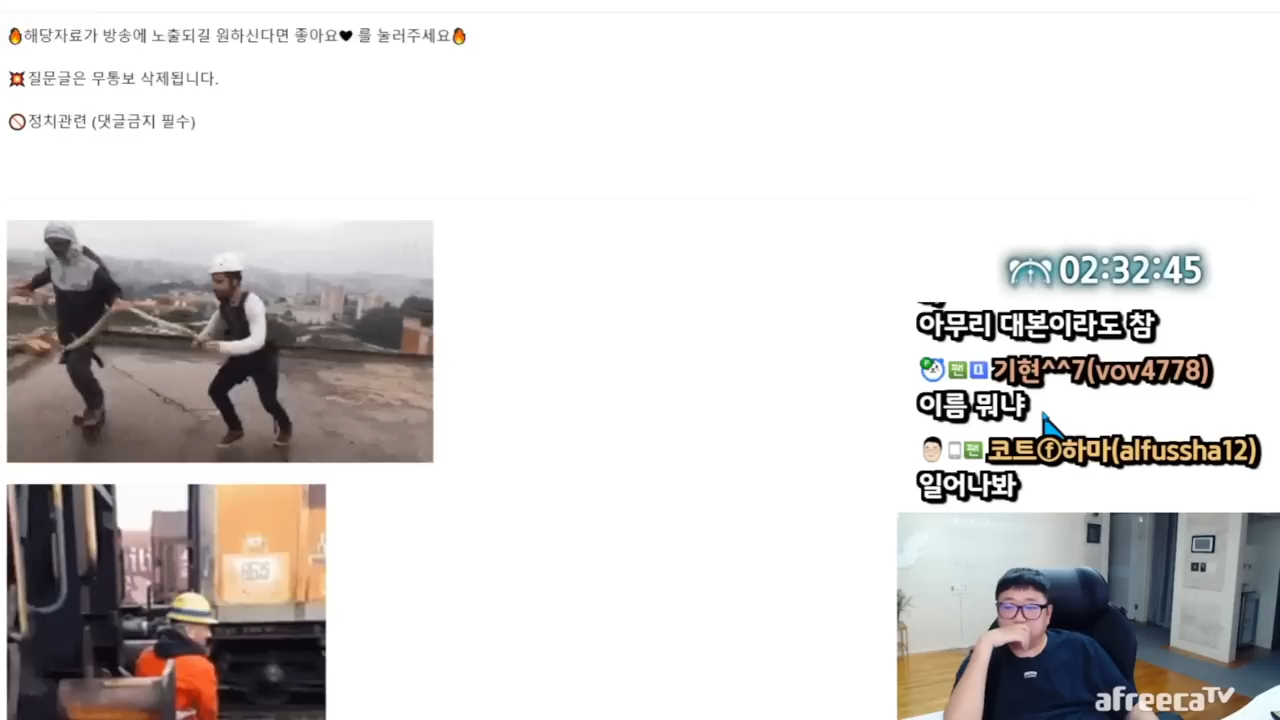 🔥해당자료가 방송에 노출되길 원하신다면 좋아요🖤 를 눌러주세요🔥
💥질문글은 무통보 삭제됩니다.
🚫정치관련 (댓글금지 필수)
02:32:45
아무리 대본이라도 참
팬 기현^^7(vov4778)
이름 뭐냐
팬 코트ⓕ하마(alfussha12)
일어나봐
afreecaTV